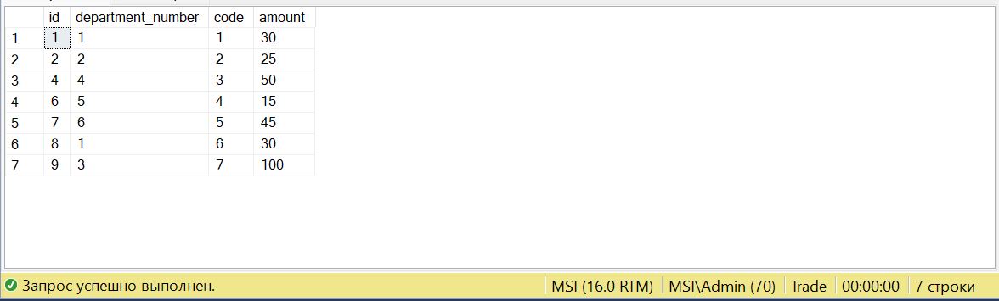 id department_number code amount
1 1 1 1 30
2 2 2 2 25
3 4 4 3 50
4 6 5 4 15
5 7 6 5 45
6 8 1 6 30
7 9 3 7 100
Запрос успешно выполнен. MSI (16.0 RTM) MSI\Admin (70) Trade 00:00:00 7 строки